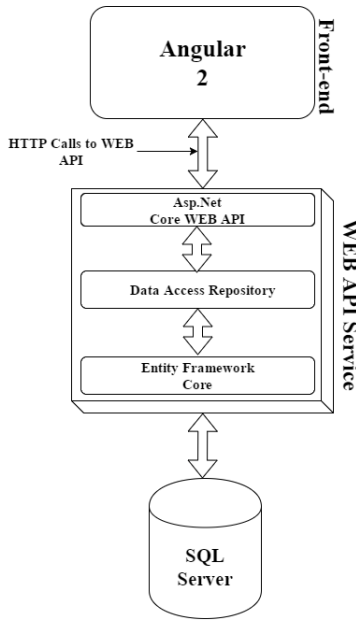 Angular
2
Front-end
HTTP Calls to WEB
API
Asp.Net
Core WEB API
Data Access Repository
Entity Framework
Core
WEB API Service
SQL
Server